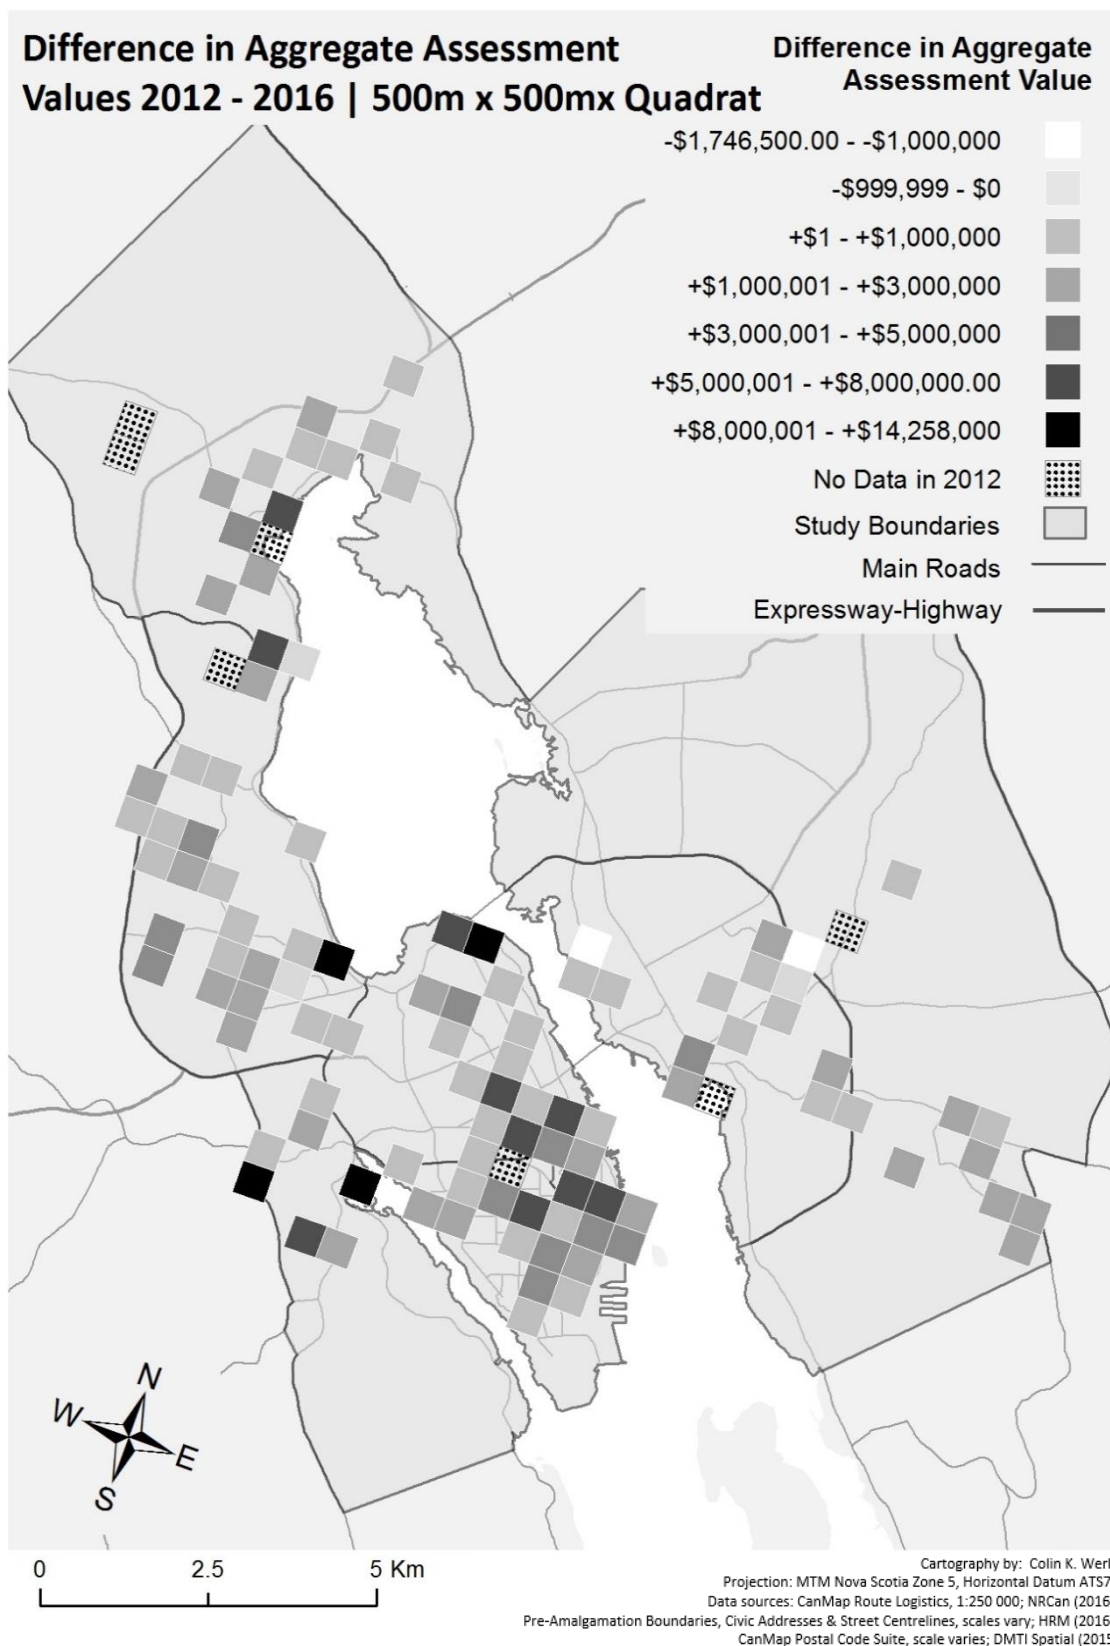 Difference in Aggregate Assessment
Values 2012 - 2016 | 500m x 500mx Quadrat
Difference in Aggregate
Assessment Value
-$1,746,500.00 - -$1,000,000
-$999,999 - $0
+$1 - +$1,000,000
+$1,000,001 - +$3,000,000
+$3,000,001 - +$5,000,000
+$5,000,001 - +$8,000,000.00
+$8,000,001 - +$14,258,000
No Data in 2012
Study Boundaries
Main Roads
Expressway-Highway
N
W
E
S
0 2.5 5 Km
Cartography by: Colin K. Werl
Projection: MTM Nova Scotia Zone 5, Horizontal Datum ATS7
Data sources: CanMap Route Logistics, 1:250 000; NRCan (2016
Pre-Amalgamation Boundaries, Civic Addresses & Street Centrelines, scales vary; HRM (2016
CanMap Postal Code Suite, scale varies; DMTI Spatial (2015